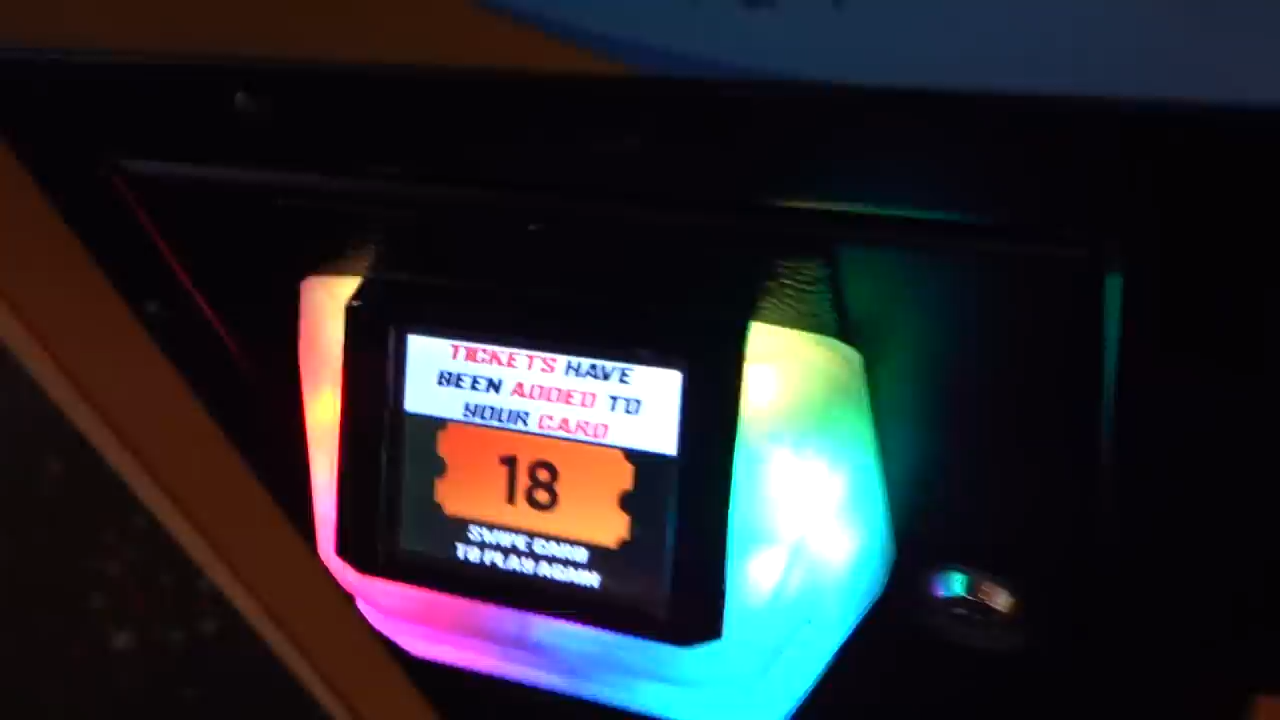 TICKETS HAVE
BEEN ADDED TO
YOUR CARD
18
SWIPE CARD
TO PLAY AGAIN